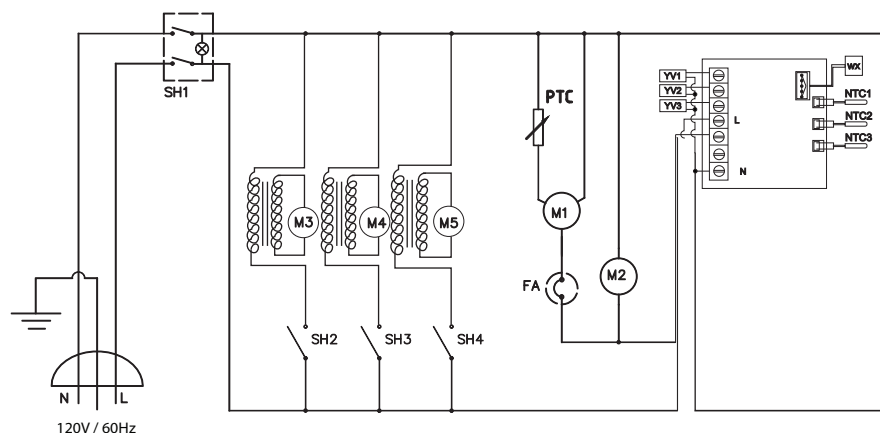 SH1
PTC
YV1
YV2
YV3
L
N
WX
NTC1
NTC2
NTC3
M3
M4
M5
M1
M2
FA
SH2
SH3
SH4
N
L
120V / 60Hz